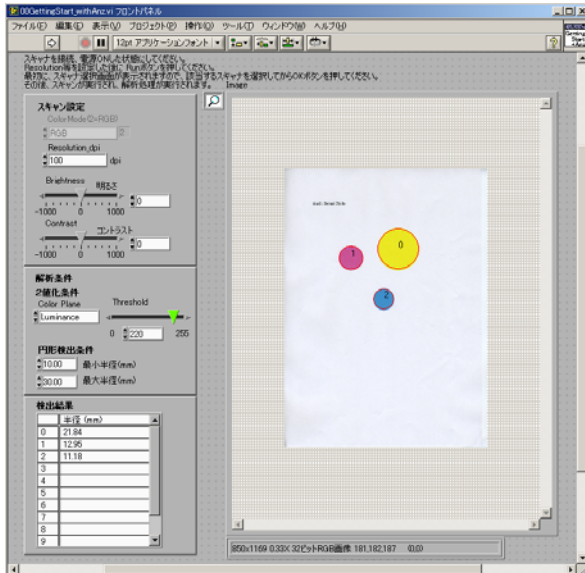 00GettingStart_withAnz.vi フロントパネル
ファイル(F) 編集(E) 表示(V) プロジェクト(P) 操作(O) ツール(T) ウィンドウ(W) ヘルプ(H)
12pt アプリケーションフォント
スキャナを接続、電源ONした状態にしてください。
Resolution等を設定した後に Runボタンを押してください。
最初に、スキャナ選択画面が表示されますので、該当するスキャナを選択してからOKボタンを押してください。
その後、スキャンが実行され、解析処理が実行されます。
Image
スキャン設定
Color Mode(2=RGB)
RGB 2
Resolution_dpi
100 dpi
Brightness 明るさ
-1000 0 1000
0
Contrast コントラスト
-1000 0 1000
0
解析条件
2値化条件
Color Plane Threshold
Luminance
0 220 255
円形検出条件
10.00 最小半径(mm)
30.00 最大半径(mm)
検出結果
半径 (mm)
0 21.84
1 12.95
2 11.18
3
4
5
6
7
8
9
0
1
2
850x1169 0.33X 32ビットRGB画像 181,182,187 (0,0)